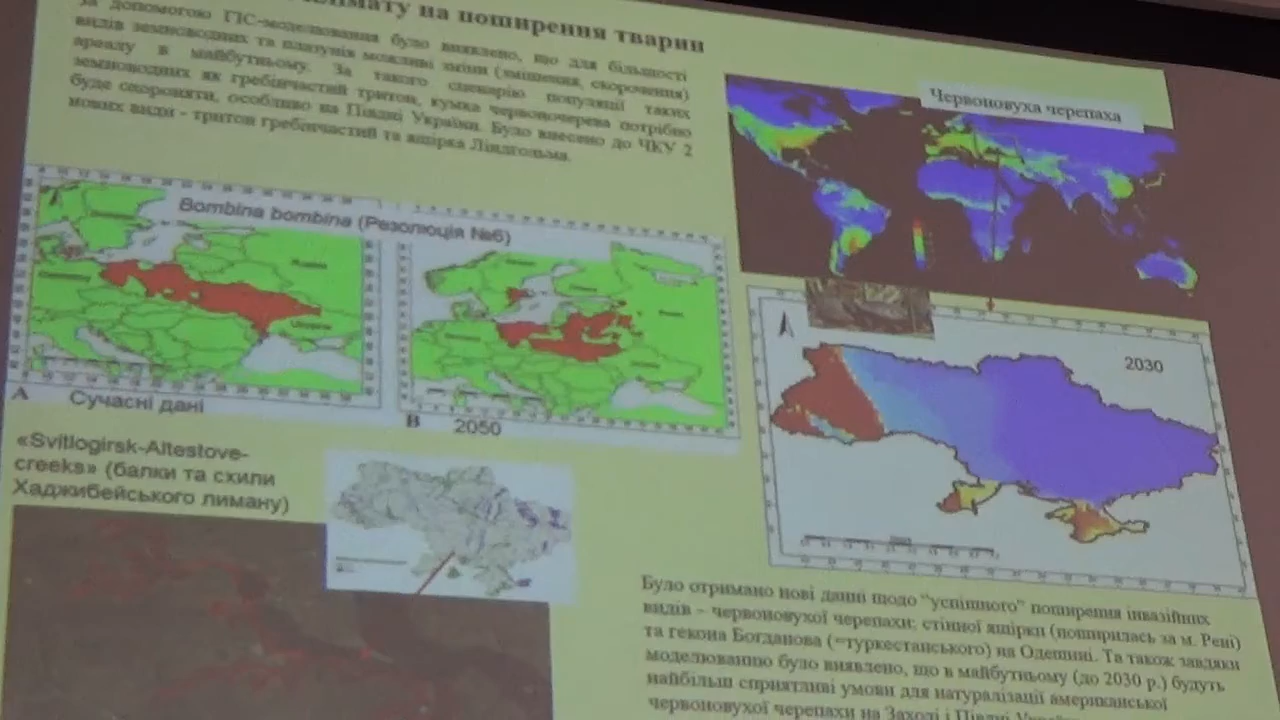 клімату на поширення тварин
За допомогою ГІС-моделювання було виявлено, що для більшості
видів земноводних та плазунів можливі зміни (зміщення, скорочення)
ареалу в майбутньому. За такого сценарію популяції таких
земноводних як гребінчастий тритон, кумка червоночерева потрібно
буде охороняти, особливо на Півдні України. Було внесено до ЧКУ 2
нових види - тритон гребінчастий та ящірка Ліндгольма.
Червоновуха черепаха
Bombina bombina (Резолюція №6)
A Сучасні дані
B 2050
2030
«Svitlogirsk-Altestove-
creeks» (балки та схили
Хаджибейського лиману)
Було отримано нові данні щодо "успішного" поширення інвазійних
видів – червоновухої черепахи; стінної ящірки (поширилась за м. Рені)
та гекона Богданова (=туркестанського) на Одещині. Та також завдяки
моделюванню було виявлено, що в майбутньому (до 2030 р.) будуть
найбільш сприятливі умови для натуралізації американської
червоновухої черепахи на Заході і Півдні